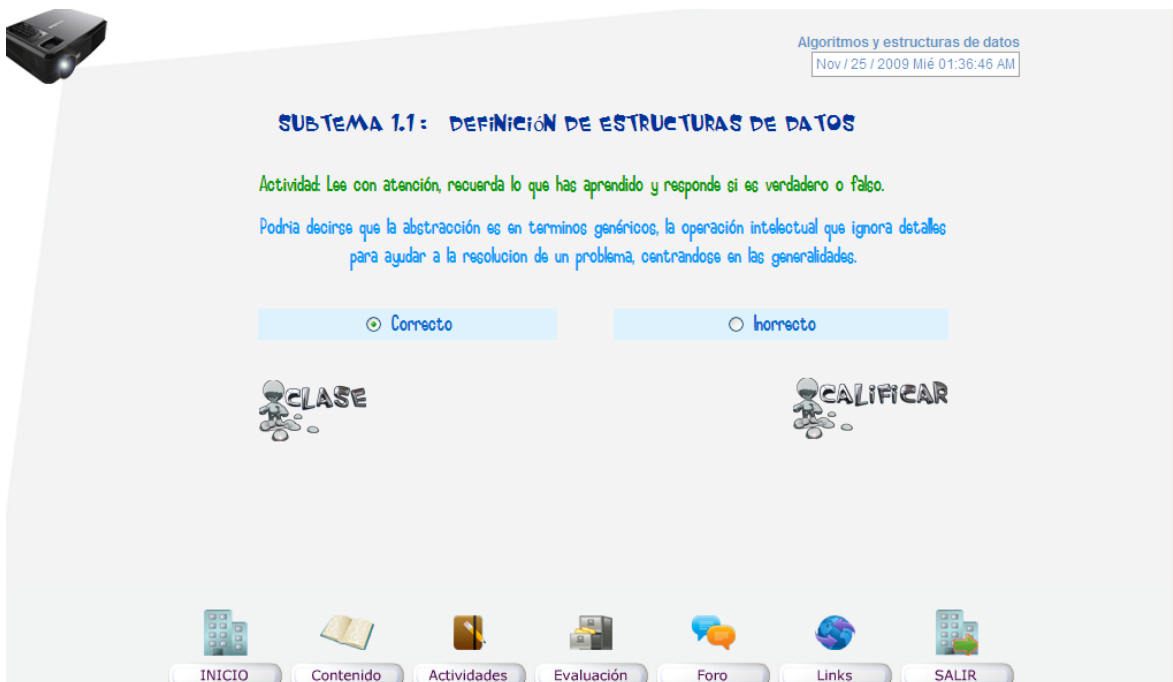 Algoritmos y estructuras de datos
Nov / 25 / 2009 Mié 01:36:46 AM
SUBTEMA 1.1: DEFINICIÓN DE ESTRUCTURAS DE DATOS
Actividad: Lee con atención, recuerda lo que has aprendido y responde si es verdadero o falso.
Podria decirse que la abstracción es en terminos genéricos, la operación intelectual que ignora detalles
para ayudar a la resolucion de un problema, centrandose en las generalidades.
Correcto
Inorrecto
CLASE
CALIFICAR
INICIO
Contenido
Actividades
Evaluación
Foro
Links
SALIR